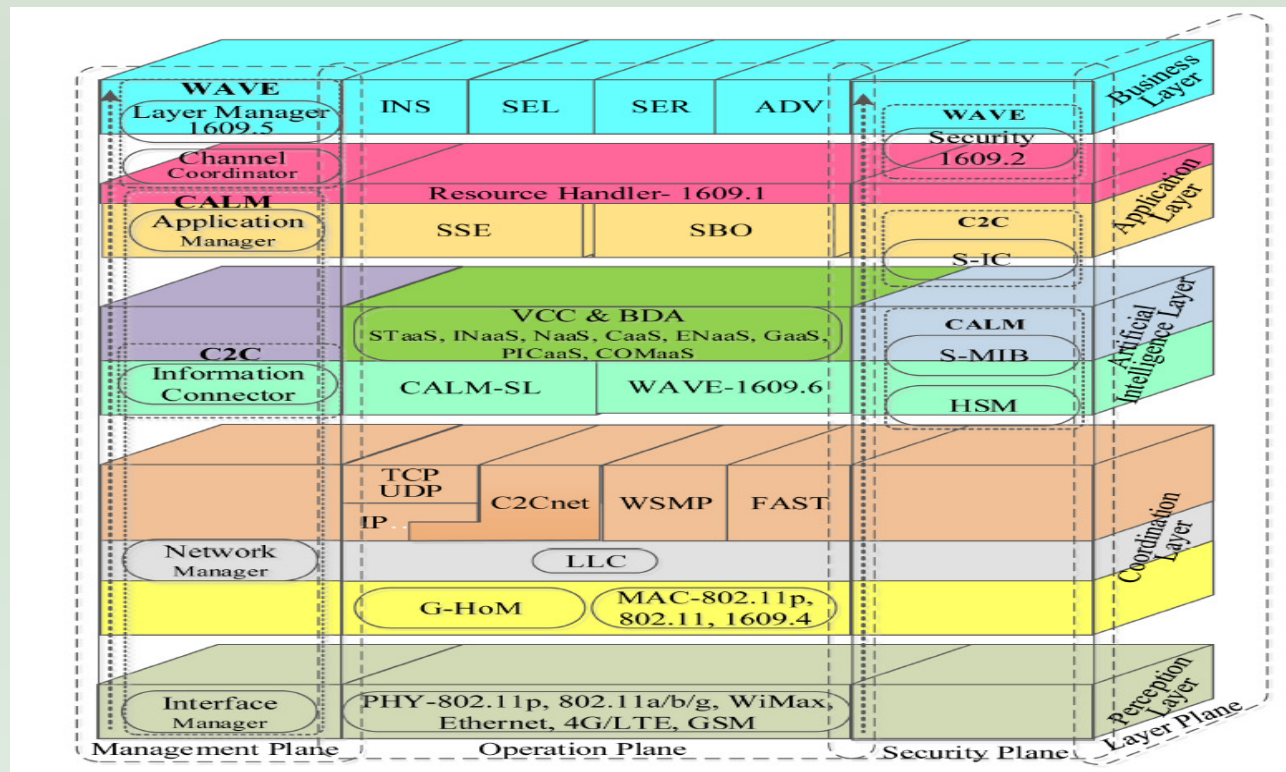 WAVE
Layer Manager
1609.5
Channel
Coordinator
INS
SEL
SER
ADV
WAVE
Security
1609.2
Business
Layer
Resource Handler- 1609.1
CALM
Application
Manager
SSE
SBO
C2C
S-IC
Application
Layer
VCC & BDA
STaaS, INaaS, NaaS, CaaS, ENaaS, GaaS,
PICaaS, COMaaS
C2C
Information
Connector
CALM-SL
WAVE-1609.6
CALM
S-MIB
HSM
Artificial
Intelligence Layer
TCP
UDP
IP..
C2Cnet
WSMP
FAST
Network
Manager
LLC
G-HoM
MAC-802.11p,
802.11, 1609.4
Coordination
Layer
Interface
Manager
PHY-802.11p, 802.11a/b/g, WiMax,
Ethernet, 4G/LTE, GSM
Perception
Layer
Management Plane
Operation Plane
Security Plane
Layer Plane